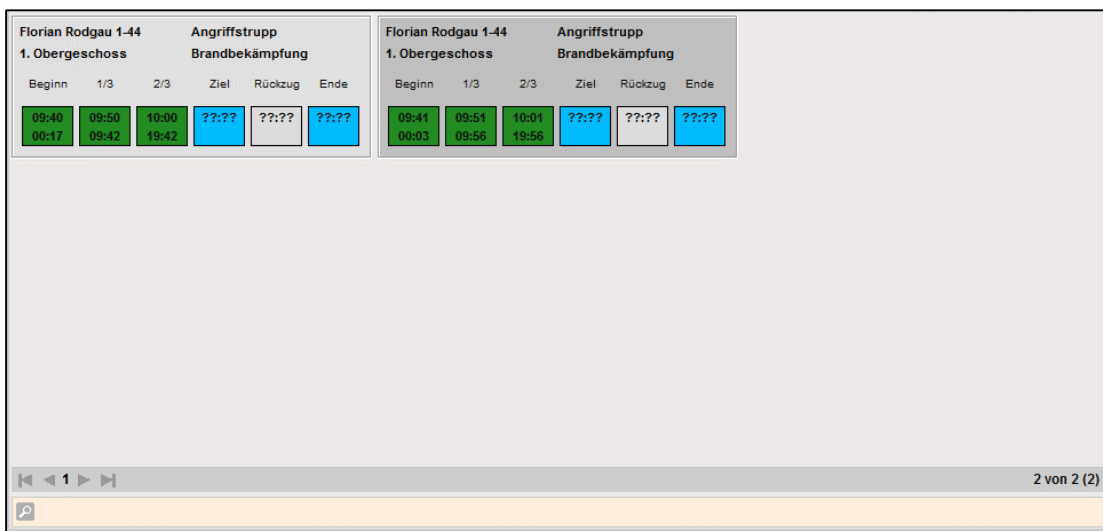 Florian Rodgau 1-44 Angriffstrupp
1. Obergeschoss Brandbekämpfung
Beginn 1/3 2/3 Ziel Rückzug Ende
09:40 09:50 10:00 ??:?? ??:?? ??:??
00:17 09:42 19:42
Florian Rodgau 1-44 Angriffstrupp
1. Obergeschoss Brandbekämpfung
Beginn 1/3 2/3 Ziel Rückzug Ende
09:41 09:51 10:01 ??:?? ??:?? ??:??
00:03 09:56 19:56
1 2 von 2 (2)